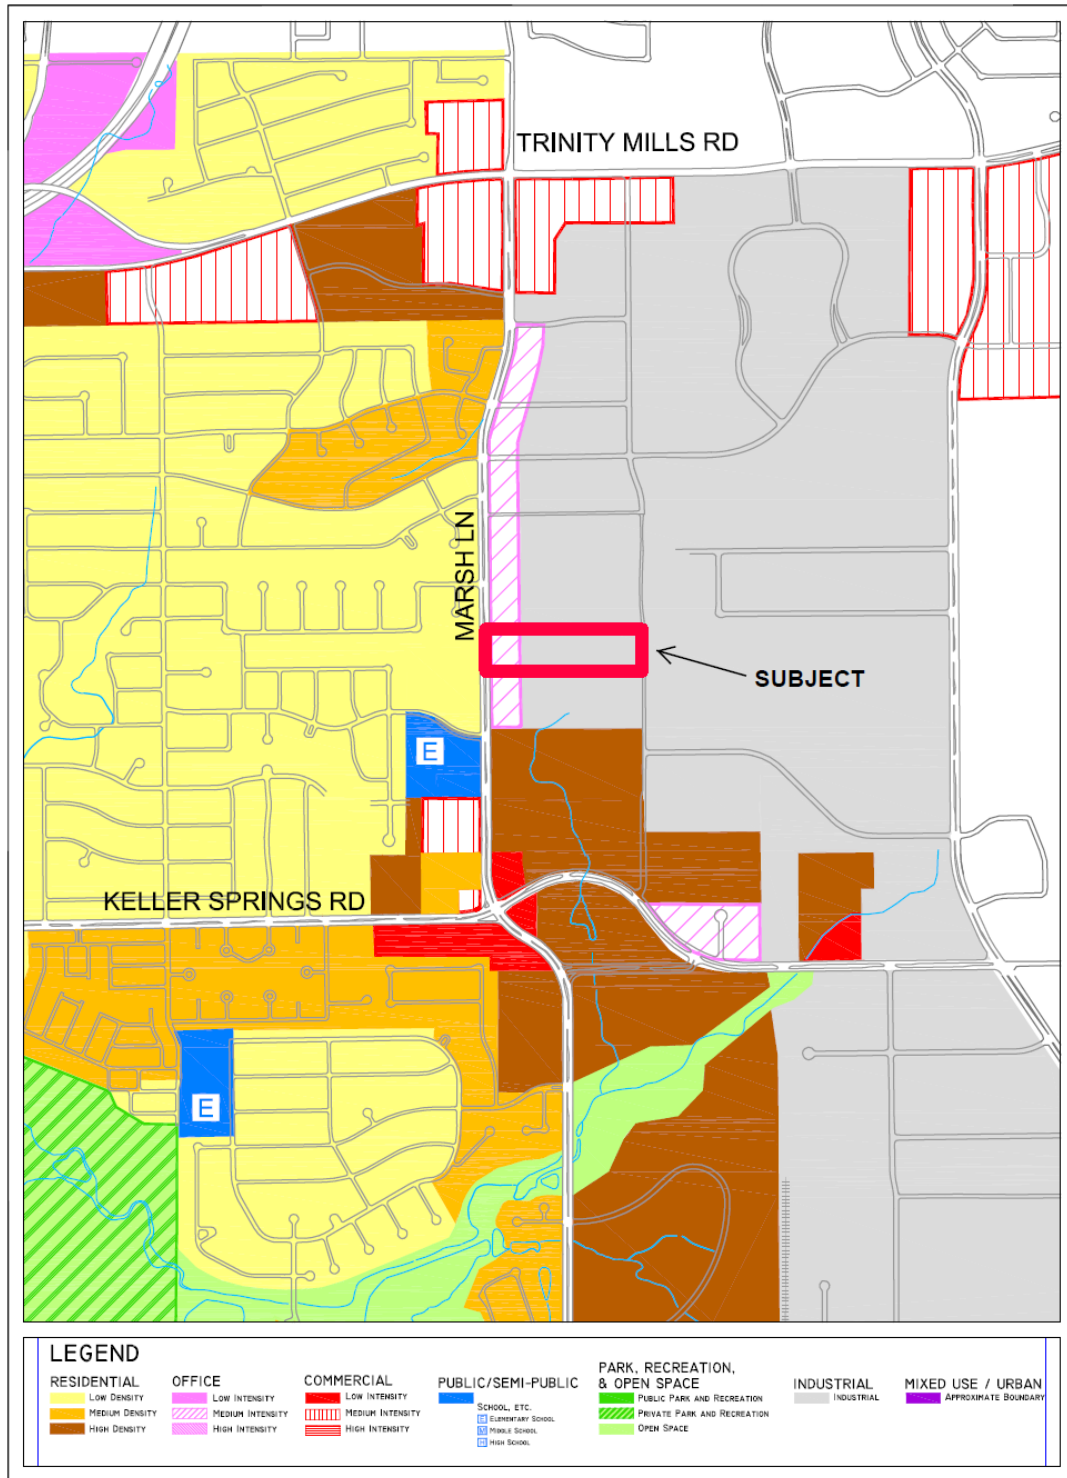 TRINITY MILLS RD
MARSH LN
SUBJECT
E
KELLER SPRINGS RD
E
LEGEND
RESIDENTIAL
LOW DENSITY
MEDIUM DENSITY
HIGH DENSITY
OFFICE
LOW INTENSITY
MEDIUM INTENSITY
HIGH INTENSITY
COMMERCIAL
LOW INTENSITY
MEDIUM INTENSITY
HIGH INTENSITY
PUBLIC/SEMI-PUBLIC
SCHOOL, ETC.
E ELEMENTARY SCHOOL
M MIDDLE SCHOOL
H HIGH SCHOOL
PARK, RECREATION,
& OPEN SPACE
PUBLIC PARK AND RECREATION
PRIVATE PARK AND RECREATION
OPEN SPACE
INDUSTRIAL
INDUSTRIAL
MIXED USE / URBAN
APPROXIMATE BOUNDARY